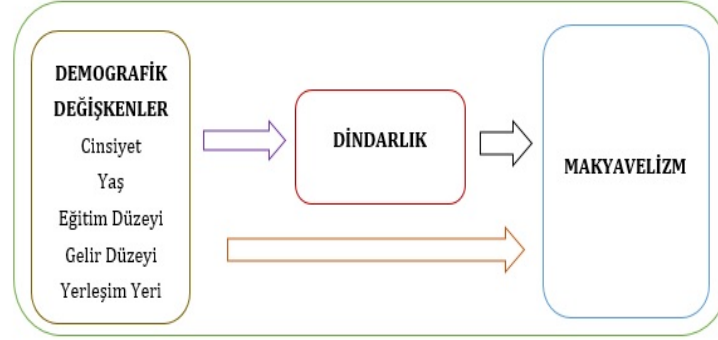 DEMOGRAFİK
DEĞİŞKENLER
Cinsiyet
Yaş
Eğitim Düzeyi
Gelir Düzeyi
Yerleşim Yeri
DİNDARLIK
MAKYAVELİZM